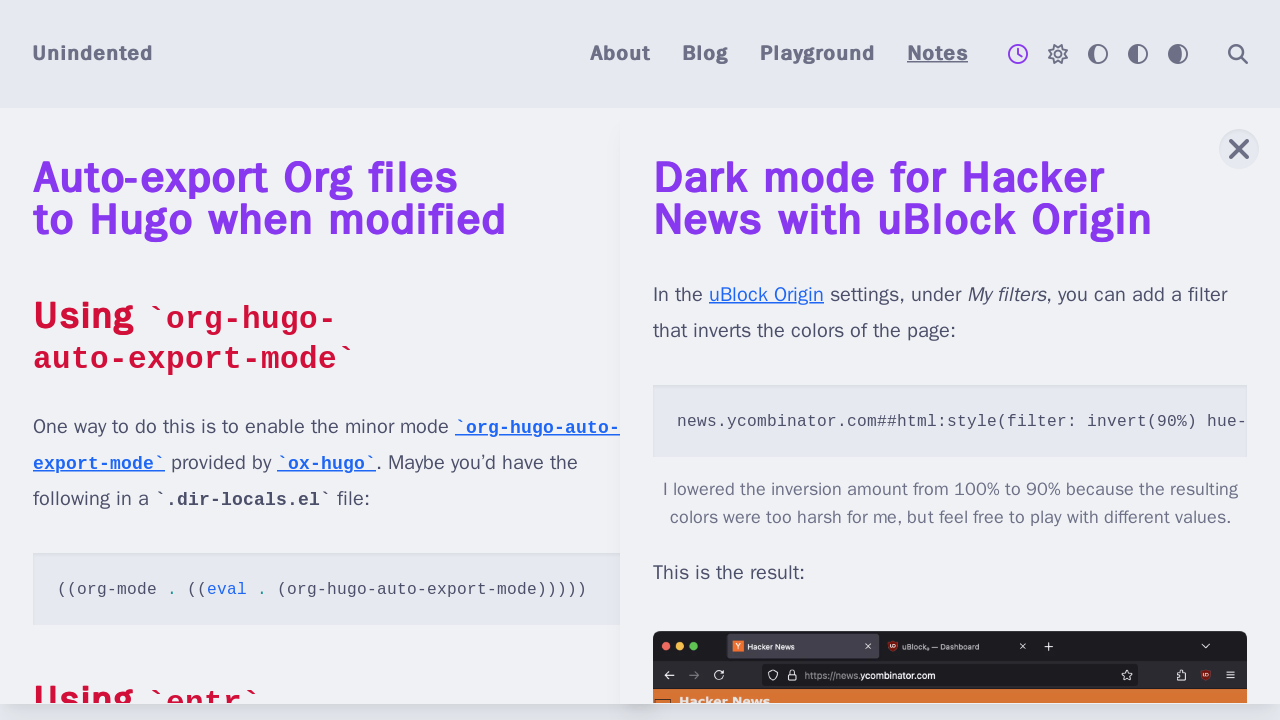 Unindented
About Blog Playground Notes
Auto-export Org files
to Hugo when modified
Using `org-hugo-
auto-export-mode`
One way to do this is to enable the minor mode `org-hugo-auto-
export-mode` provided by `ox-hugo`. Maybe you’d have the
following in a `.dir-locals.el` file:
((org-mode . ((eval . (org-hugo-auto-export-mode)))))
Using `entr`
Dark mode for Hacker
News with uBlock Origin
In the uBlock Origin settings, under My filters, you can add a filter
that inverts the colors of the page:
news.ycombinator.com##html:style(filter: invert(90%) hue-
I lowered the inversion amount from 100% to 90% because the resulting
colors were too harsh for me, but feel free to play with different values.
This is the result:
Hacker News
uBlock₀ — Dashboard
https://news.ycombinator.com
Hacker News